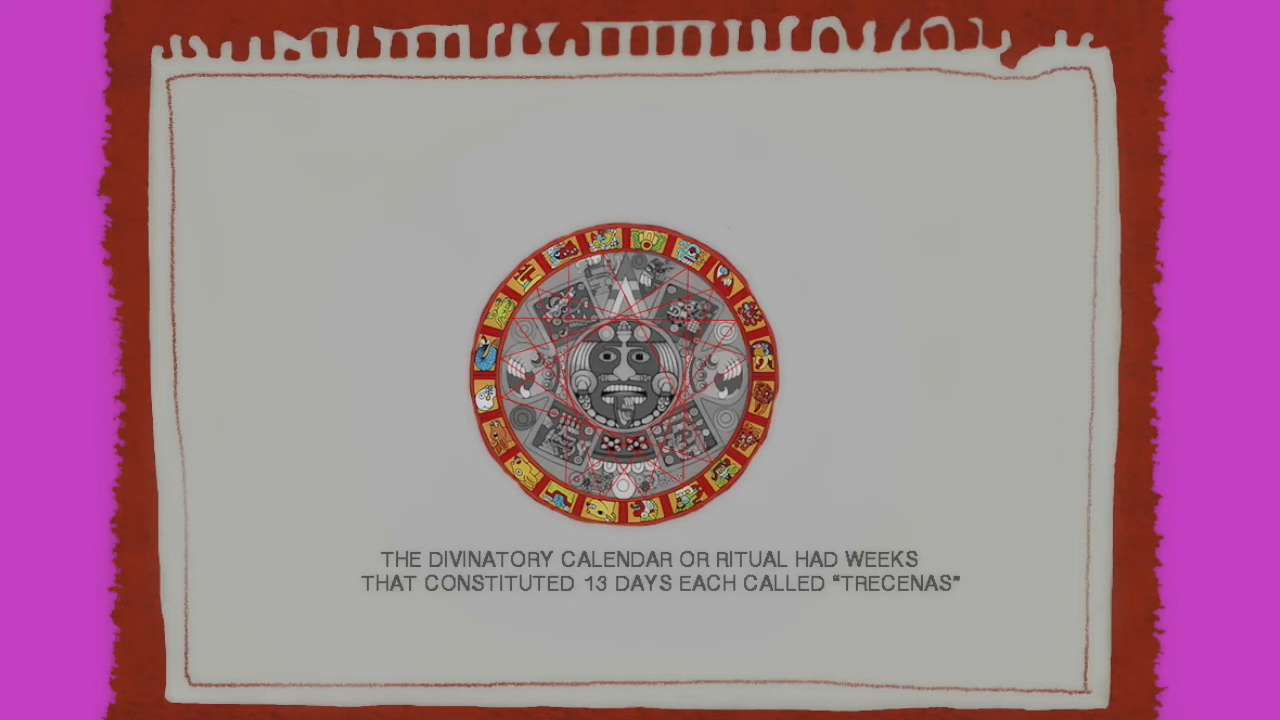 THE DIVINATORY CALENDAR OR RITUAL HAD WEEKS
THAT CONSTITUTED 13 DAYS EACH CALLED “TRECENAS”